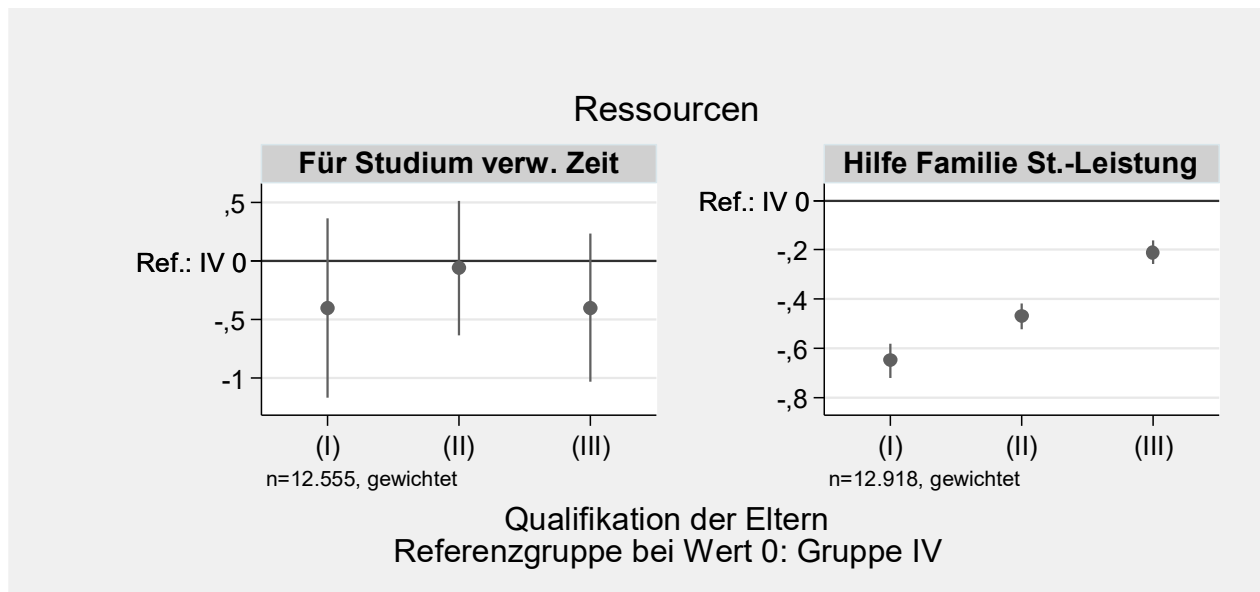 Ressourcen
Für Studium verw. Zeit
,5
Ref.: IV 0
-,5
-1
(I) (II) (III)
n=12.555, gewichtet
Hilfe Familie St.-Leistung
Ref.: IV 0
-,2
-,4
-,6
-,8
(I) (II) (III)
n=12.918, gewichtet
Qualifikation der Eltern
Referenzgruppe bei Wert 0: Gruppe IV